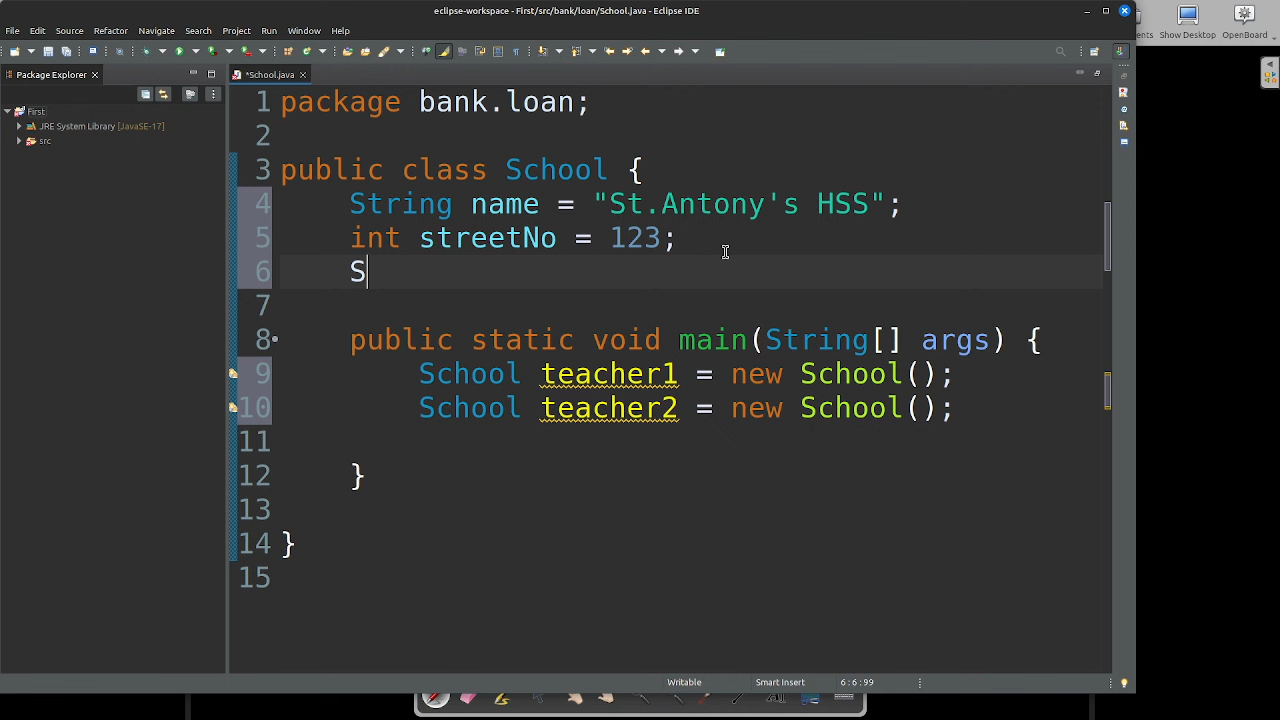 eclipse-workspace - First/src/bank/loan/School.java - Eclipse IDE
File Edit Source Refactor Navigate Search Project Run Window Help
Show Desktop OpenBoard
Package Explorer
*School.java
First
JRE System Library [JavaSE-17]
src
1 package bank.loan;
2
3 public class School {
4 String name = "St.Antony's HSS";
5 int streetNo = 123;
6 S
7
8 public static void main(String[] args) {
9 School teacher1 = new School();
10 School teacher2 = new School();
11
12 }
13
14 }
15
Writable Smart Insert 6 : 6 : 99